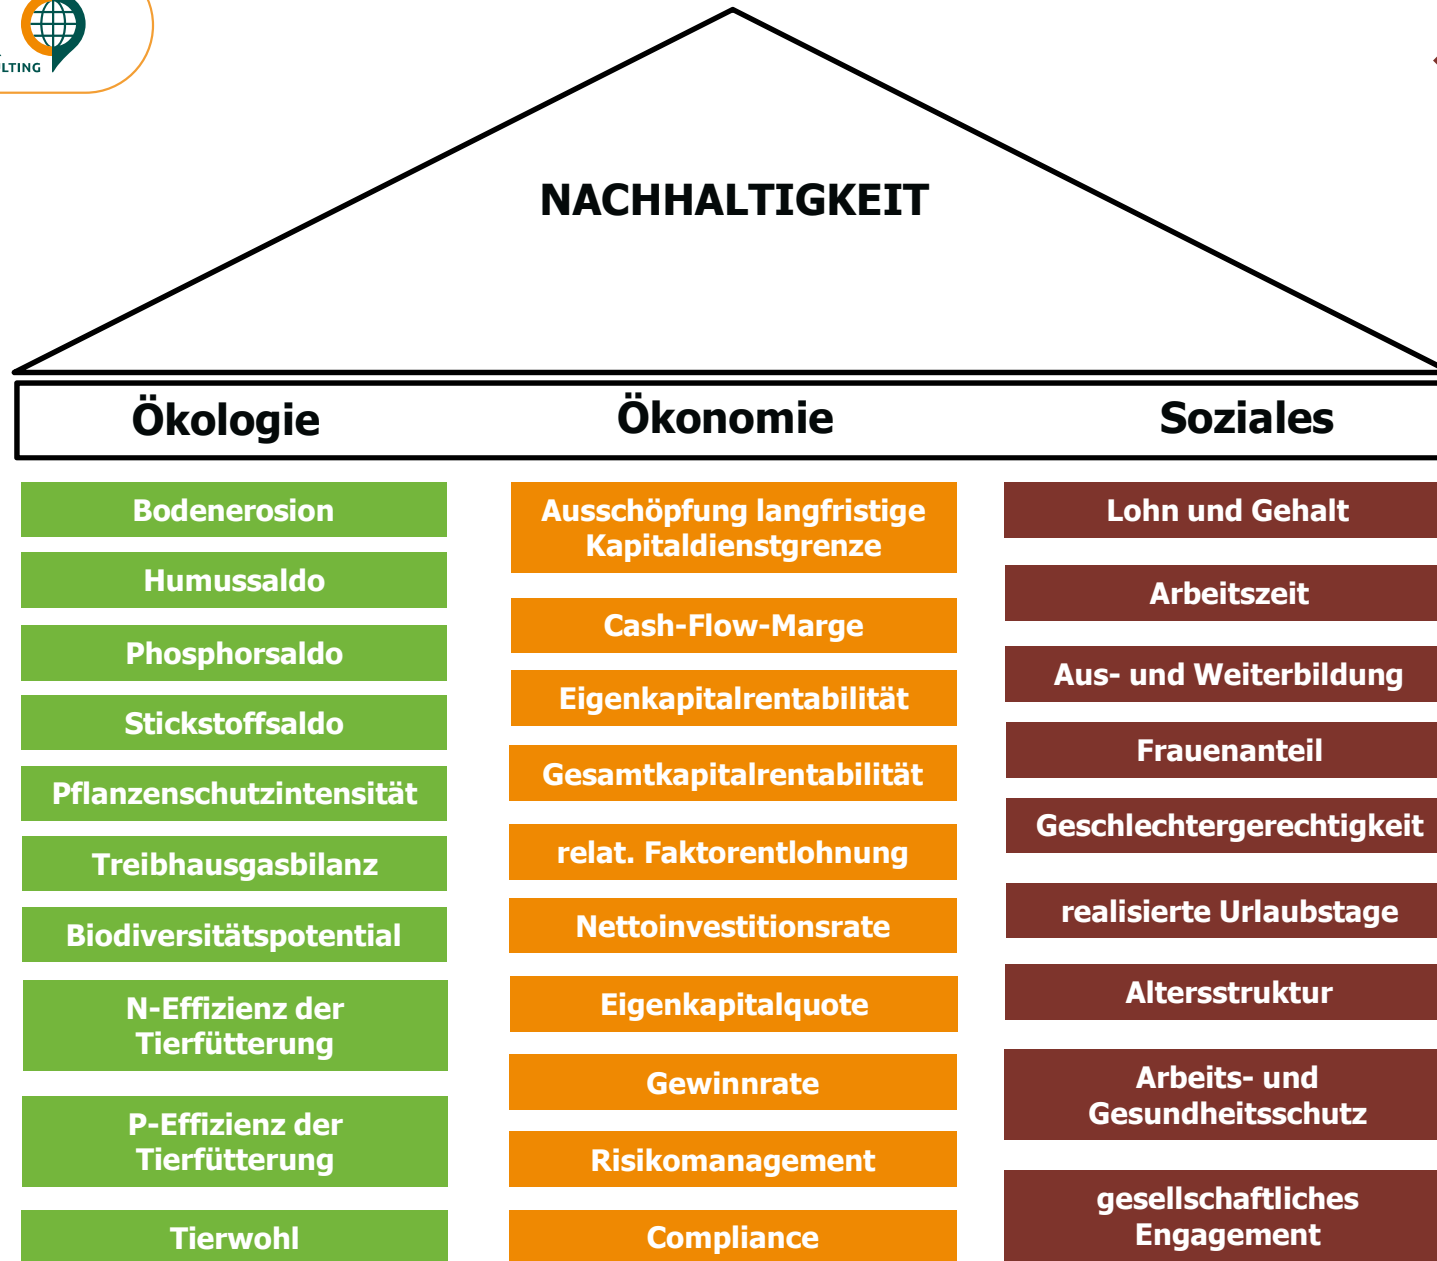 LTING
NACHHALTIGKEIT
Ökologie
Ökonomie
Soziales
Bodenerosion
Humussaldo
Phosphorsaldo
Stickstoffsaldo
Pflanzenschutzintensität
Treibhausgasbilanz
Biodiversitätspotential
N-Effizienz der
Tierfütterung
P-Effizienz der
Tierfütterung
Tierwohl
Ausschöpfung langfristige
Kapitaldienstgrenze
Cash-Flow-Marge
Eigenkapitalrentabilität
Gesamtkapitalrentabilität
relat. Faktorentlohnung
Nettoinvestitionsrate
Eigenkapitalquote
Gewinnrate
Risikomanagement
Compliance
Lohn und Gehalt
Arbeitszeit
Aus- und Weiterbildung
Frauenanteil
Geschlechtergerechtigkeit
realisierte Urlaubstage
Altersstruktur
Arbeits- und
Gesundheitsschutz
gesellschaftliches
Engagement